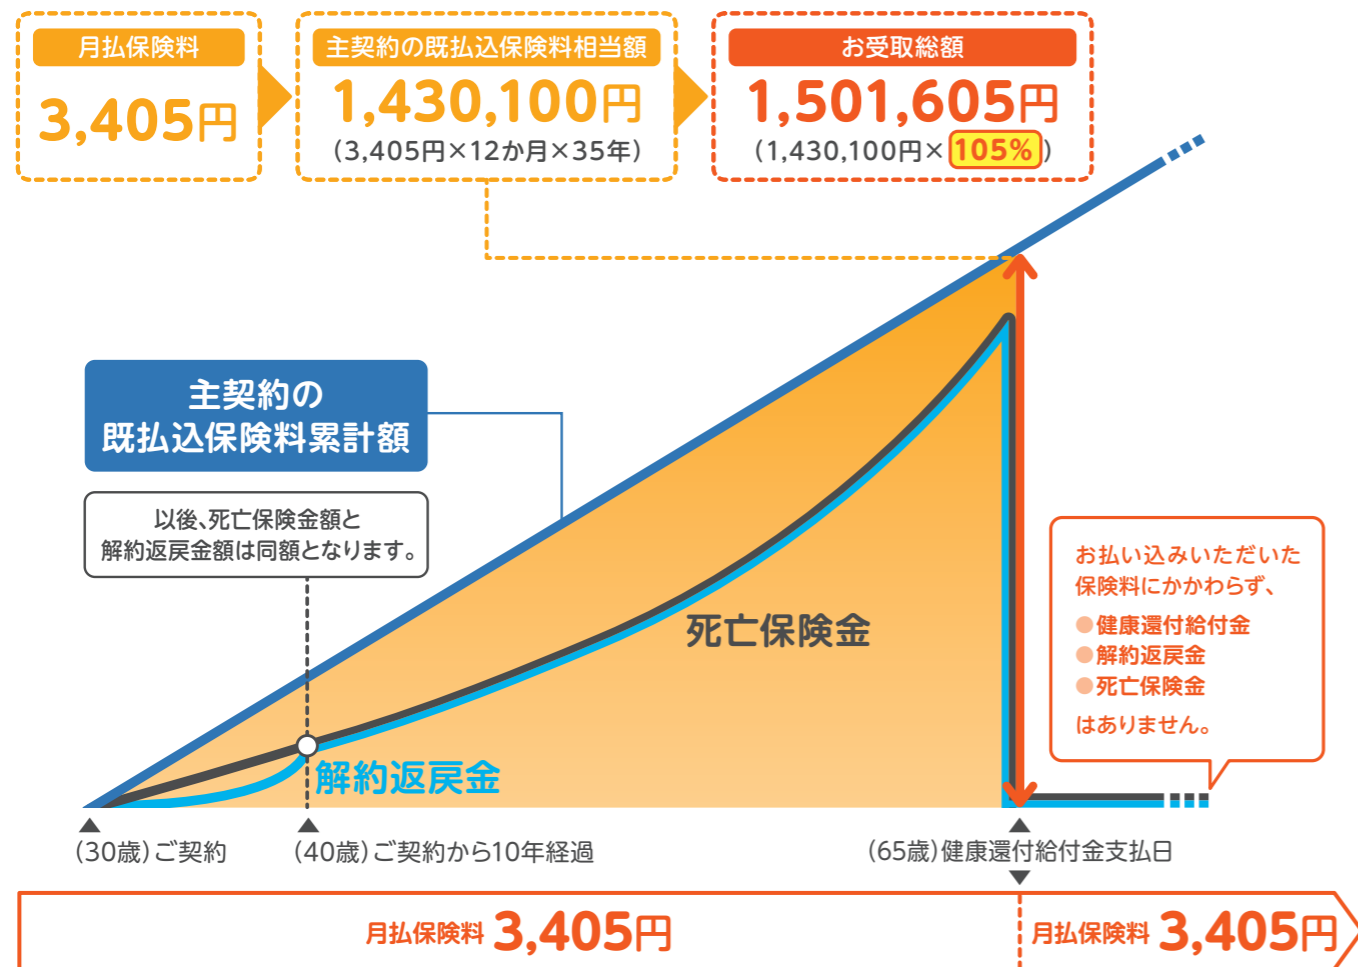 月払保険料
3,405円
主契約の既払込保険料相当額
1,430,100円
(3,405円×12か月×35年)
お受取総額
1,501,605円
(1,430,100円×105%)
主契約の
既払込保険料累計額
以後、死亡保険金額と
解約返戻金額は同額となります。
死亡保険金
解約返戻金
お払い込みいただいた
保険料にかかわらず、
●健康還付給付金
●解約返戻金
●死亡保険金
はありません。
(30歳)ご契約
(40歳)ご契約から10年経過
(65歳)健康還付給付金支払日
月払保険料 3,405円
月払保険料 3,405円